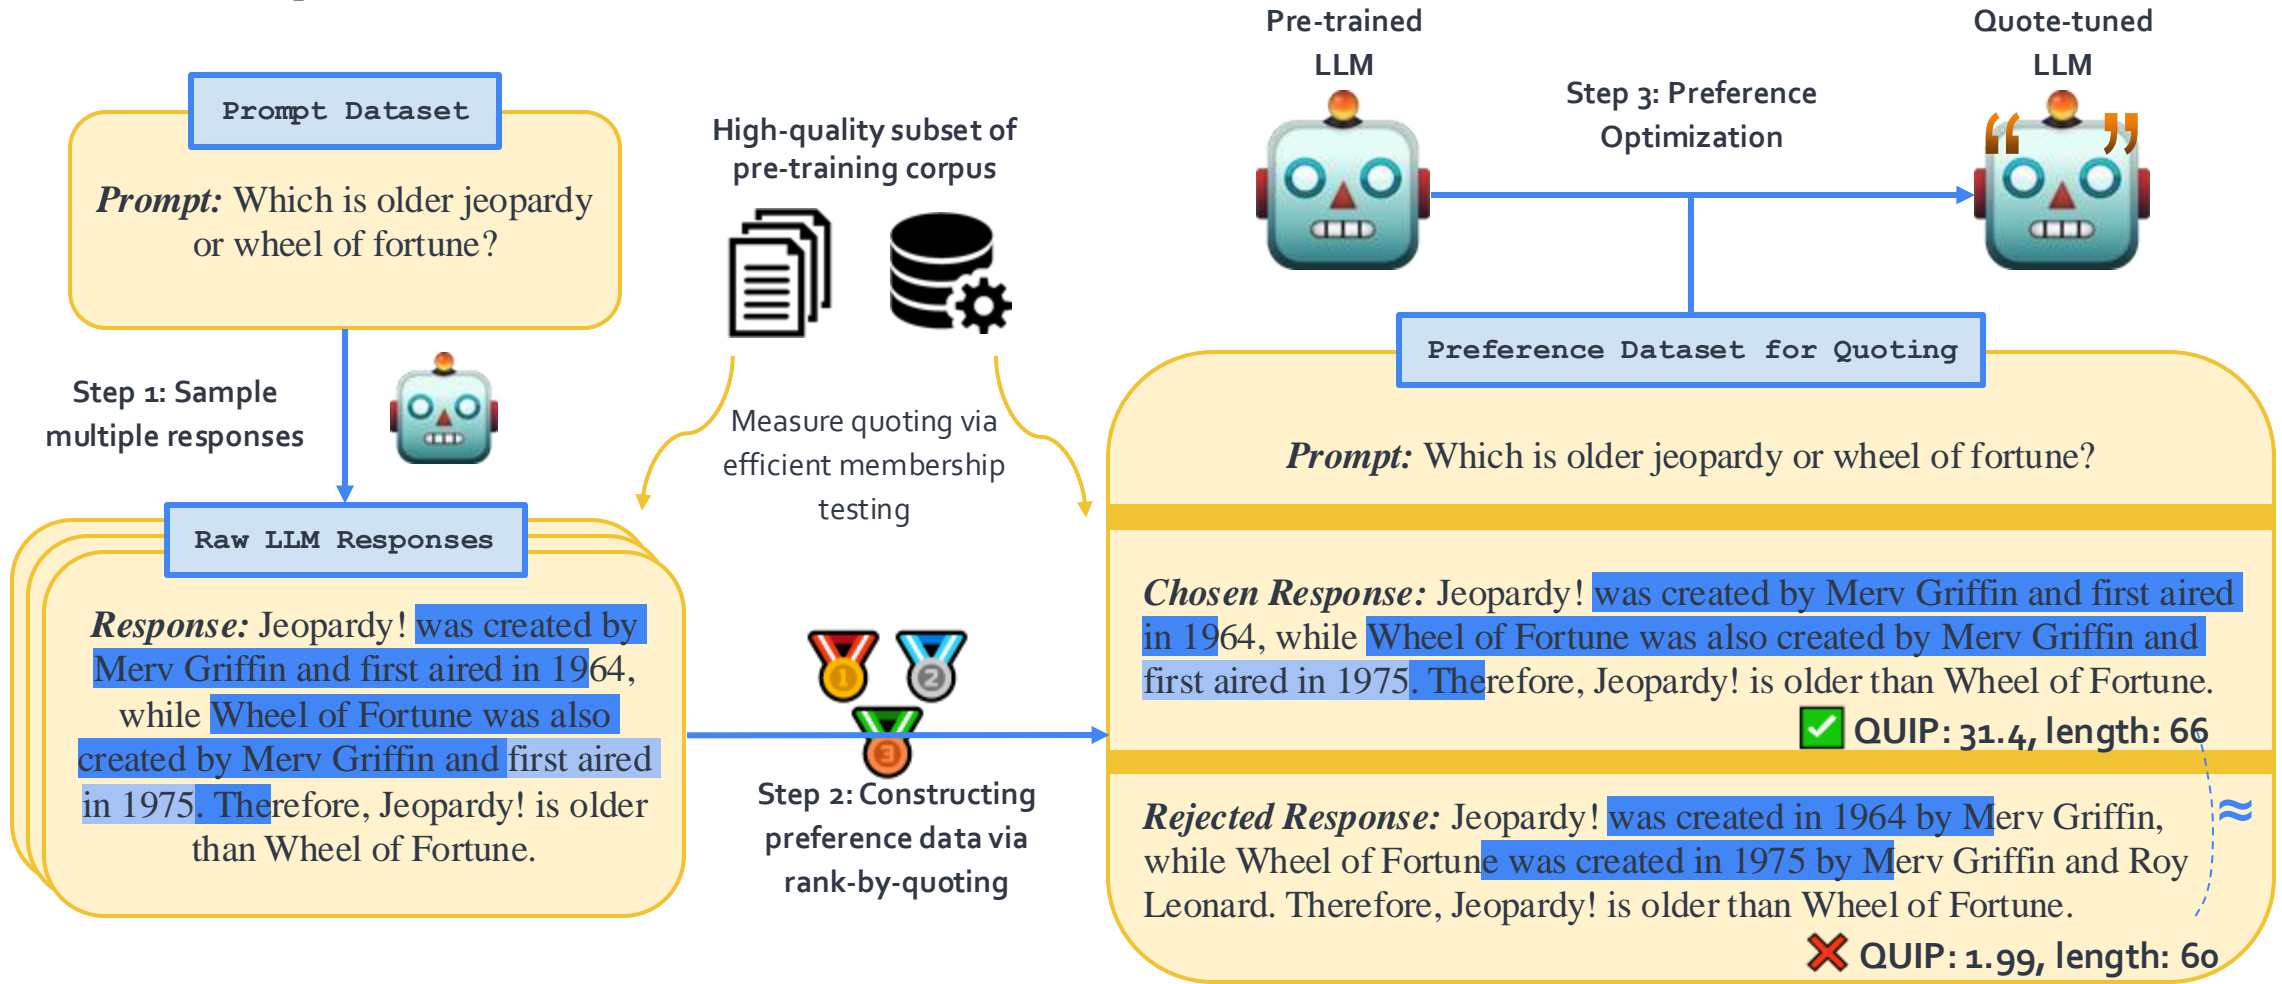 Prompt Dataset
Prompt: Which is older jeopardy
or wheel of fortune?
Step 1: Sample
multiple responses
Raw LLM Responses
Response: Jeopardy! was created by
Merv Griffin and first aired in 1964,
while Wheel of Fortune was also
created by Merv Griffin and first aired
in 1975. Therefore, Jeopardy! is older
than Wheel of Fortune.
High-quality subset of
pre-training corpus
Measure quoting via
efficient membership
testing
1
2
3
Step 2: Constructing
preference data via
rank-by-quoting
Pre-trained
LLM
Step 3: Preference
Optimization
Quote-tuned
LLM
“ ”
Preference Dataset for Quoting
Prompt: Which is older jeopardy or wheel of fortune?
Chosen Response: Jeopardy! was created by Merv Griffin and first aired
in 1964, while Wheel of Fortune was also created by Merv Griffin and
first aired in 1975. Therefore, Jeopardy! is older than Wheel of Fortune.
QUIP: 31.4, length: 66
≈
Rejected Response: Jeopardy! was created in 1964 by Merv Griffin,
while Wheel of Fortune was created in 1975 by Merv Griffin and Roy
Leonard. Therefore, Jeopardy! is older than Wheel of Fortune.
QUIP: 1.99, length: 60